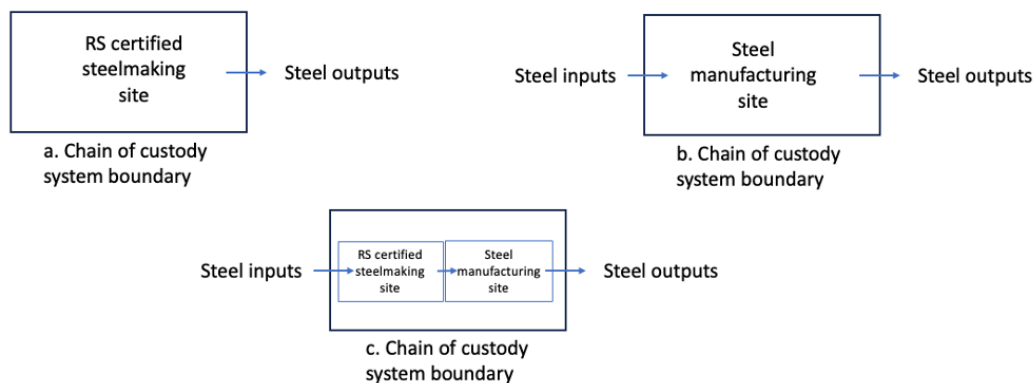 RS certified
steelmaking
site
Steel outputs
a. Chain of custody
system boundary
Steel inputs
Steel
manufacturing
site
Steel outputs
b. Chain of custody
system boundary
Steel inputs
RS certified
steelmaking
site
Steel
manufacturing
site
Steel outputs
c. Chain of custody
system boundary